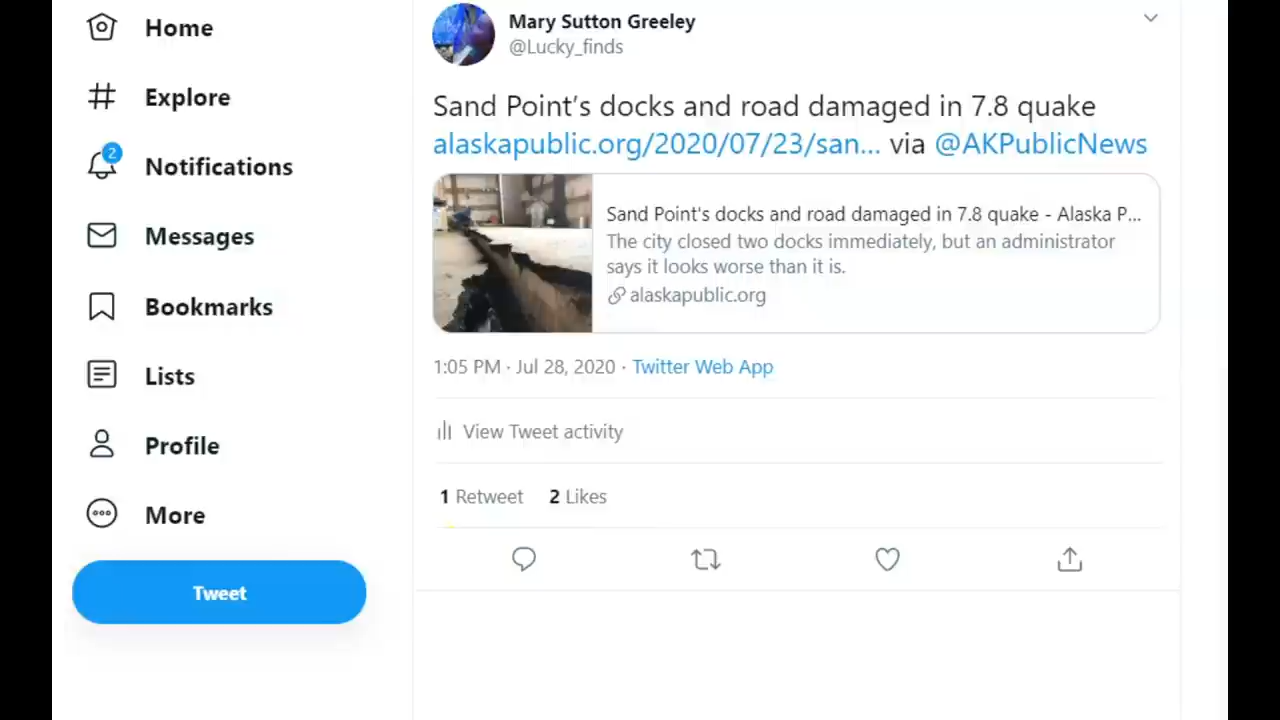 Home
Explore
2
Notifications
Messages
Bookmarks
Lists
Profile
More
Tweet
Mary Sutton Greeley
@Lucky_finds
Sand Point's docks and road damaged in 7.8 quake
alaskapublic.org/2020/07/23/san... via @AKPublicNews
Sand Point's docks and road damaged in 7.8 quake - Alaska P...
The city closed two docks immediately, but an administrator
says it looks worse than it is.
alaskapublic.org
1:05 PM · Jul 28, 2020 · Twitter Web App
View Tweet activity
1 Retweet 2 Likes